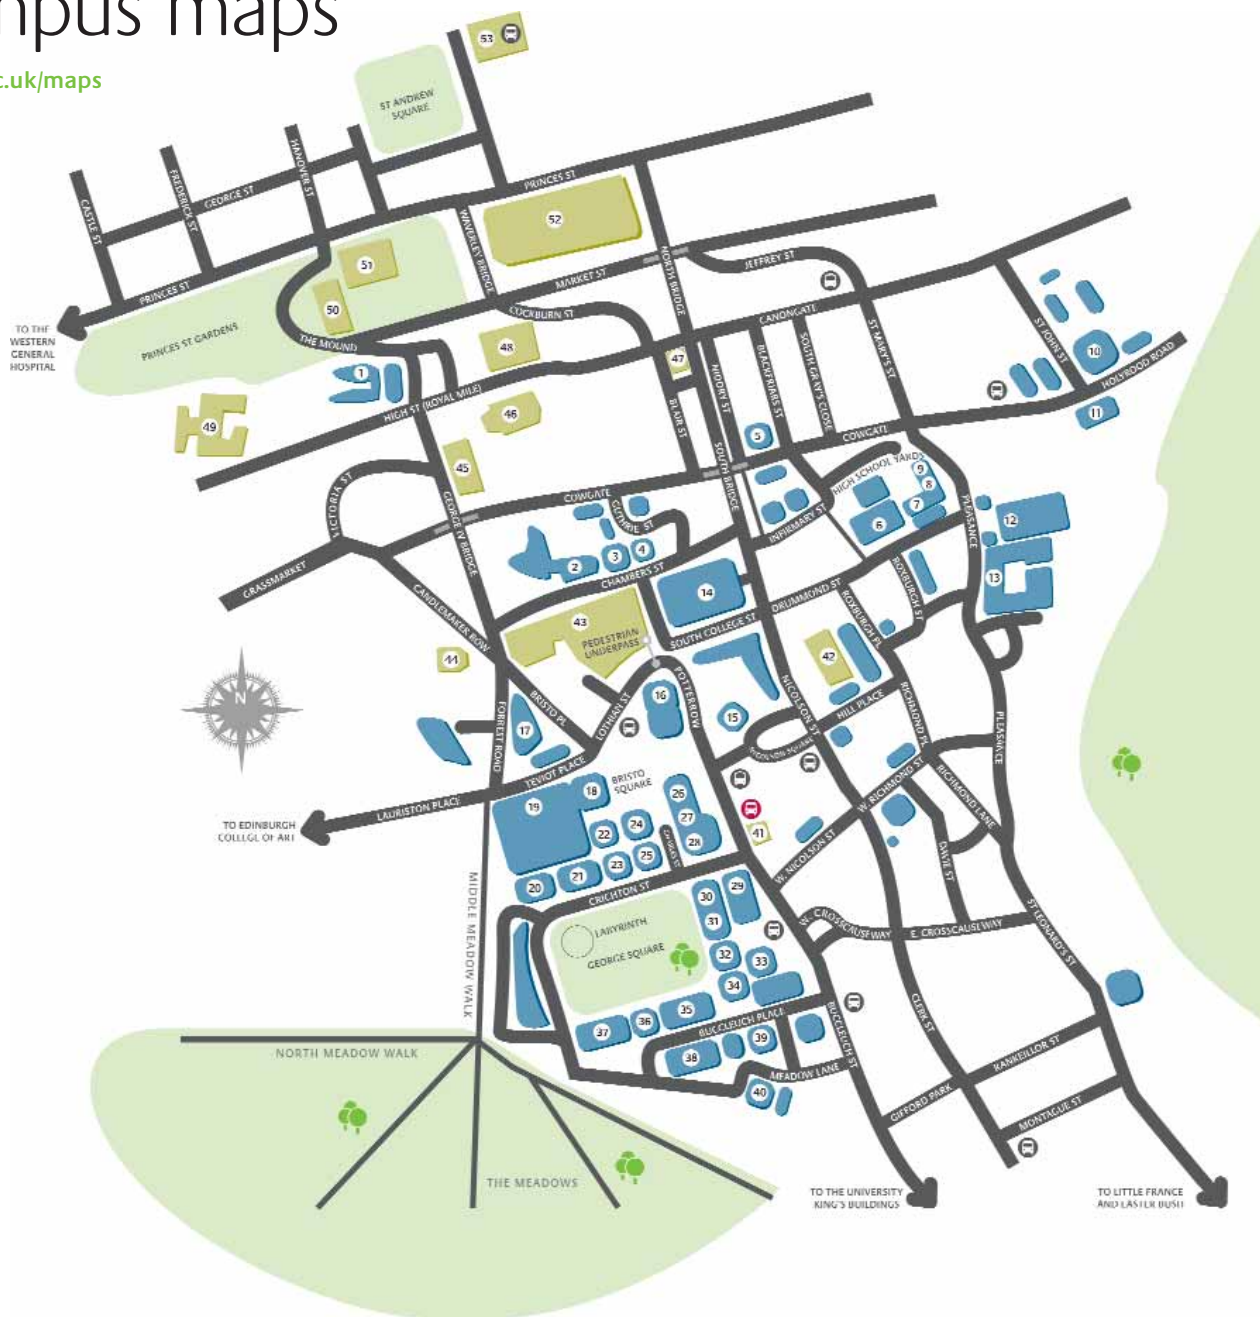 npus maps
c.uk/maps
53
ST ANDREW
SQUARE
HANOVER ST
FREDERICK ST
CASTLE ST
GEORGE ST
PRINCES ST
52
WAVERLEY BRIDGE
51
50
PRINCES ST
MARKET ST
NORTH BRIDGE
JEFFREY ST
COCKBURN ST
CANONGATE
TO THE
WESTERN
GENERAL
HOSPITAL
PRINCES ST GARDENS
THE MOUND
48
47
1
HIGH ST (ROYAL MILE)
46
49
45
BLAIR ST
NIDDRY ST
BLACKFRIARS ST
SOUTH GRAY'S CLOSE
ST MARY'S ST
ST JOHN ST
10
HOLYROOD ROAD
11
5
COWGATE
SOUTH BRIDGE
HIGH SCHOOL YARDS
9
8
7
6
INFIRMARY ST
PLEASANCE
12
13
VICTORIA ST
GEORGE IV BRIDGE
COWGATE
GUTHRIE ST
2
3
4
CHAMBERS ST
14
GRASSMARKET
CANDLEMAKER ROW
43
PEDESTRIAN
UNDERPASS
SOUTH COLLEGE ST
DRUMMOND ST
ROXBURGH ST
ROXBURGH PL
42
44
N
BRISTO PL
LOTHIAN ST
16
POTTERROW
15
NICOLSON ST
HILL PLACE
RICHMOND PL
PLEASANCE
17
FORREST ROAD
NICOLSON SQUARE
TEVIOT PLACE
LAURISTON PLACE
TO EDINBURGH
COLLEGE OF ART
BRISTO
SQUARE
18
19
26
27
28
22
24
CHARLES ST
23
25
20
21
CRICHTON ST
41
W. NICOLSON ST
W. RICHMOND ST
RICHMOND LANE
DAVIE ST
MIDDLE MEADOW WALK
LABYRINTH
GEORGE SQUARE
30
29
31
32
33
34
35
36
37
W. CROSSCAUSEWAY
E. CROSSCAUSEWAY
ST LEONARD'S ST
CLERK ST
BUCCLEUCH PLACE
BUCCLEUCH ST
38
39
MEADOW LANE
40
NORTH MEADOW WALK
THE MEADOWS
RANKEILLOR ST
GIFFORD PARK
MONTAGUE ST
TO THE UNIVERSITY
KING'S BUILDINGS
TO LITTLE FRANCE
AND EASTER BUSH